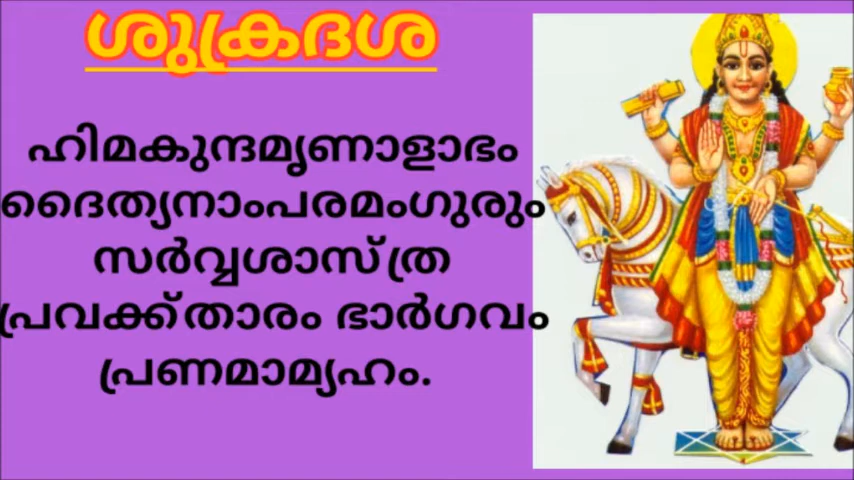 ശുക്രദശ
ഹിമകുന്ദമൃണാളാഭം
ദൈത്യനാംപരമംഗുരും
സർവ്വശാസ്ത്ര
പ്രവക്ക്താരം ഭാർഗവം
പ്രണമാമ്യഹം.